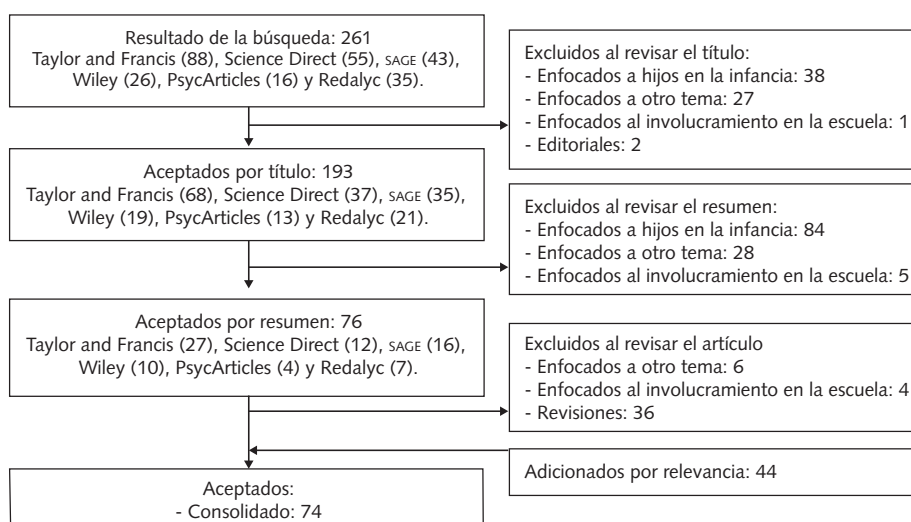 Resultado de la búsqueda: 261
Taylor and Francis (88), Science Direct (55), SAGE (43),
Wiley (26), PsycArticles (16) y Redalyc (35).
Excluidos al revisar el título:
- Enfocados a hijos en la infancia: 38
- Enfocados a otro tema: 27
- Enfocados al involucramiento en la escuela: 1
- Editoriales: 2
Aceptados por título: 193
Taylor and Francis (68), Science Direct (37), SAGE (35),
Wiley (19), PsycArticles (13) y Redalyc (21).
Excluidos al revisar el resumen:
- Enfocados a hijos en la infancia: 84
- Enfocados a otro tema: 28
- Enfocados al involucramiento en la escuela: 5
Aceptados por resumen: 76
Taylor and Francis (27), Science Direct (12), SAGE (16),
Wiley (10), PsycArticles (4) y Redalyc (7).
Excluidos al revisar el artículo
- Enfocados a otro tema: 6
- Enfocados al involucramiento en la escuela: 4
- Revisiones: 36
Adicionados por relevancia: 44
Aceptados:
- Consolidado: 74